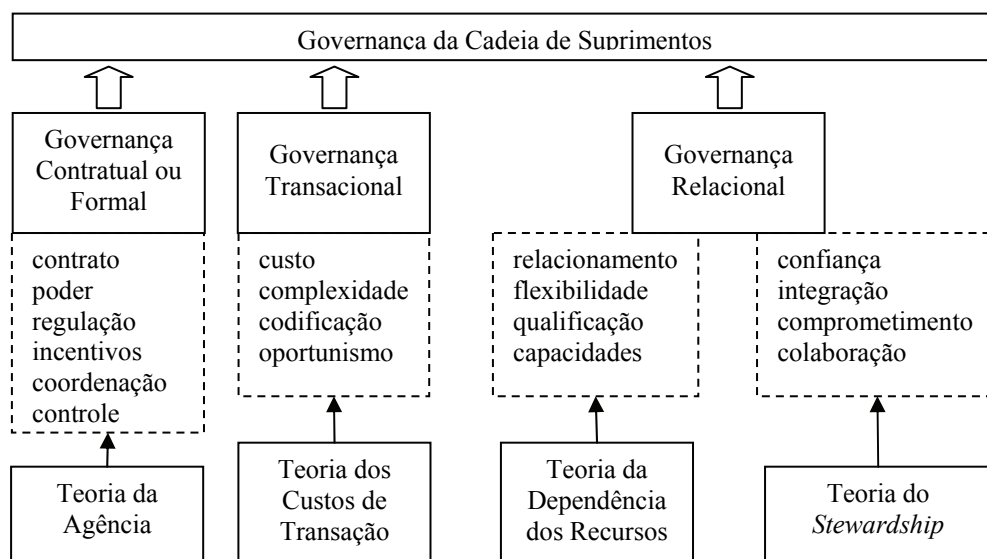 Governanca da Cadeia de Suprimentos
Governança
Contratual ou
Formal
Governança
Transacional
Governança
Relacional
contrato
poder
regulação
incentivos
coordenação
controle
custo
complexidade
codificação
oportunismo
relacionamento
flexibilidade
qualificação
capacidades
confiança
integração
comprometimento
colaboração
Teoria da
Agência
Teoria dos
Custos de
Transação
Teoria da
Dependência
dos Recursos
Teoria do
Stewardship